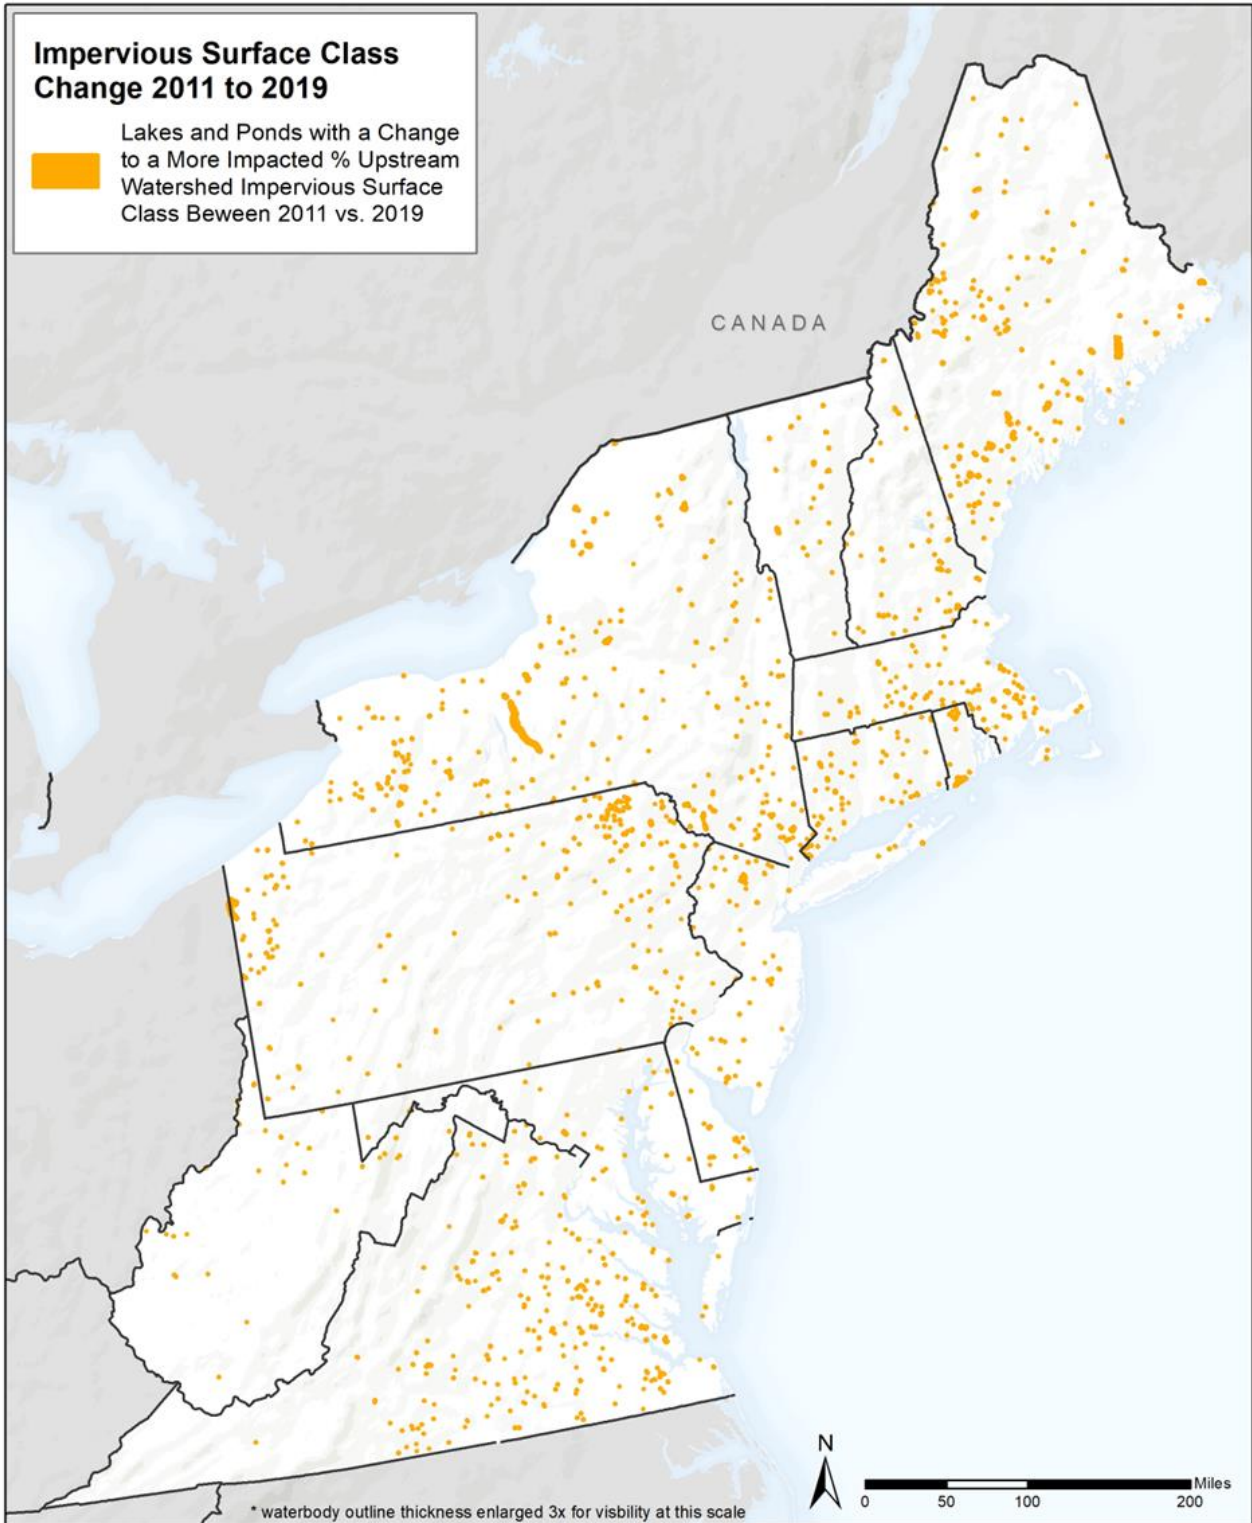 Impervious Surface Class
Change 2011 to 2019
Lakes and Ponds with a Change
to a More Impacted % Upstream
Watershed Impervious Surface
Class Beween 2011 vs. 2019
CANADA
N
Miles
0 50 100 200
* waterbody outline thickness enlarged 3x for visbility at this scale